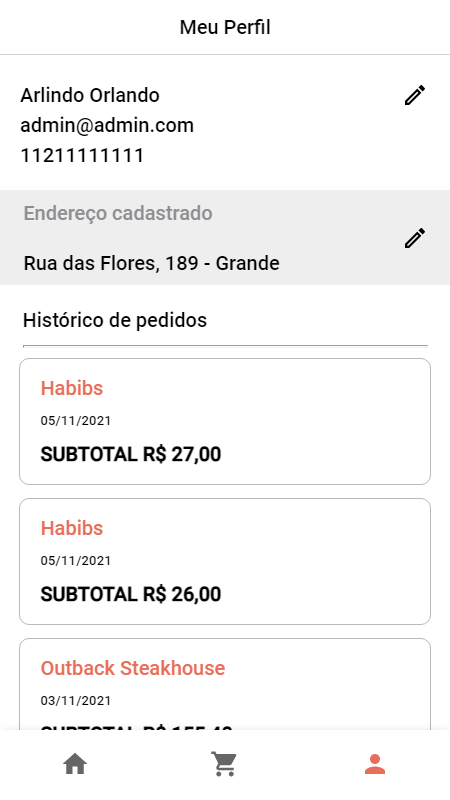 Meu Perfil
Arlindo Orlando
admin@admin.com
11211111111
Endereço cadastrado
Rua das Flores, 189 - Grande
Histórico de pedidos
Habibs
05/11/2021
SUBTOTAL R$ 27,00
Habibs
05/11/2021
SUBTOTAL R$ 26,00
Outback Steakhouse
03/11/2021
SUBTOTAL R$